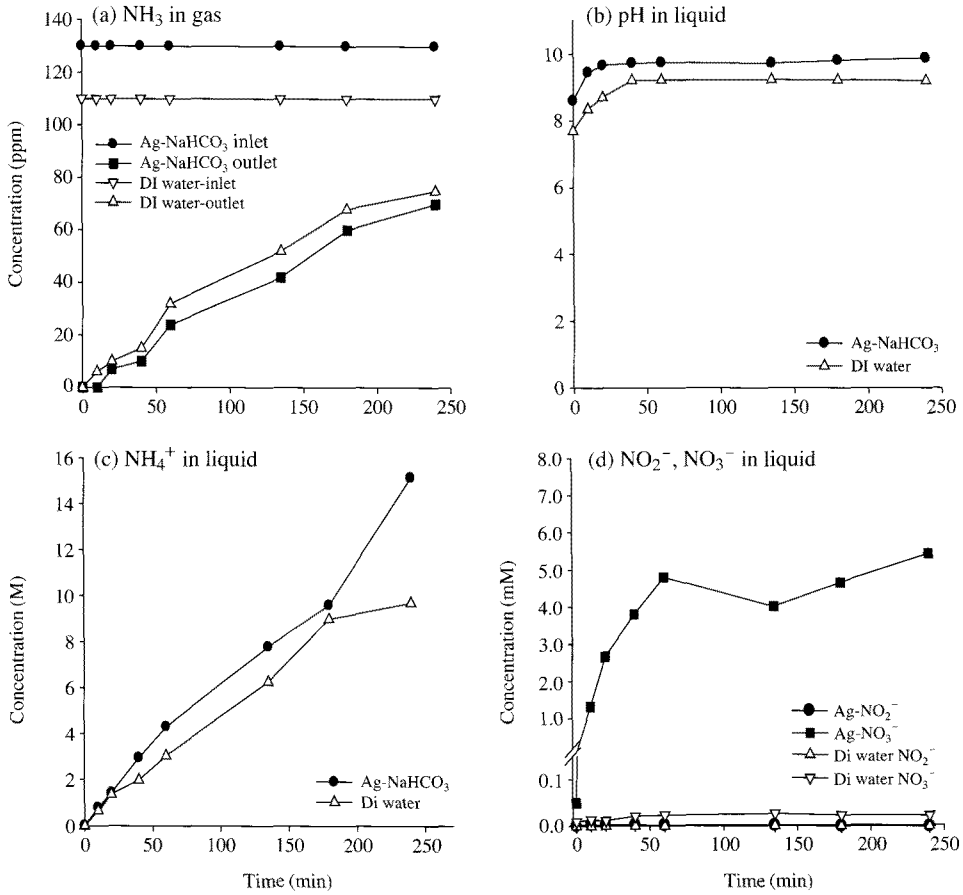 (a) NH₃ in gas
140
130
120
100
80
60
40
20
0
Concentration (ppm)
Ag-NaHCO₃ inlet
Ag-NaHCO₃ outlet
DI water-inlet
DI water-outlet
0 50 100 150 200 250
(b) pH in liquid
10
8
6
4
2
0
Ag-NaHCO₃
DI water
0 50 100 150 200 250
(c) NH₄⁺ in liquid
16
14
12
10
8
6
4
2
0
Concentration (M)
Ag-NaHCO₃
Di water
0 50 100 150 200 250
Time (min)
(d) NO₂⁻, NO₃⁻ in liquid
8.0
7.0
6.0
5.0
4.0
3.0
2.0
1.0
0.1
0.0
Concentration (mM)
Ag-NO₂⁻
Ag-NO₃⁻
Di water NO₂⁻
Di water NO₃⁻
0 50 100 150 200 250
Time (min)